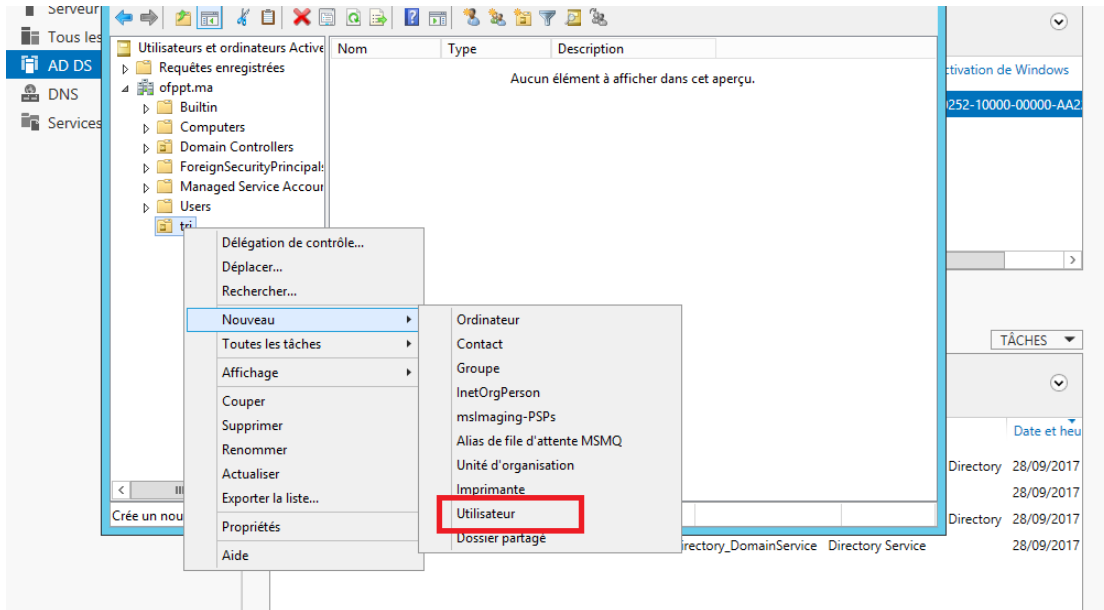 Serveur
Tous les
AD DS
DNS
Services
Utilisateurs et ordinateurs Active
Requêtes enregistrées
ofppt.ma
Builtin
Computers
Domain Controllers
ForeignSecurityPrincipals
Managed Service Accour
Users
tri
Nom Type Description
Aucun élément à afficher dans cet aperçu.
Délégation de contrôle...
Déplacer...
Rechercher...
Nouveau
Toutes les tâches
Affichage
Couper
Supprimer
Renommer
Actualiser
Exporter la liste...
Propriétés
Aide
Ordinateur
Contact
Groupe
InetOrgPerson
msImaging-PSPs
Alias de file d'attente MSMQ
Unité d'organisation
Imprimante
Utilisateur
Dossier partagé
Crée un nou
ctivation de Windows
0252-10000-00000-AA2
TÂCHES
Date et heu
Directory 28/09/2017
28/09/2017
Directory 28/09/2017
irectory_DomainService Directory Service 28/09/2017